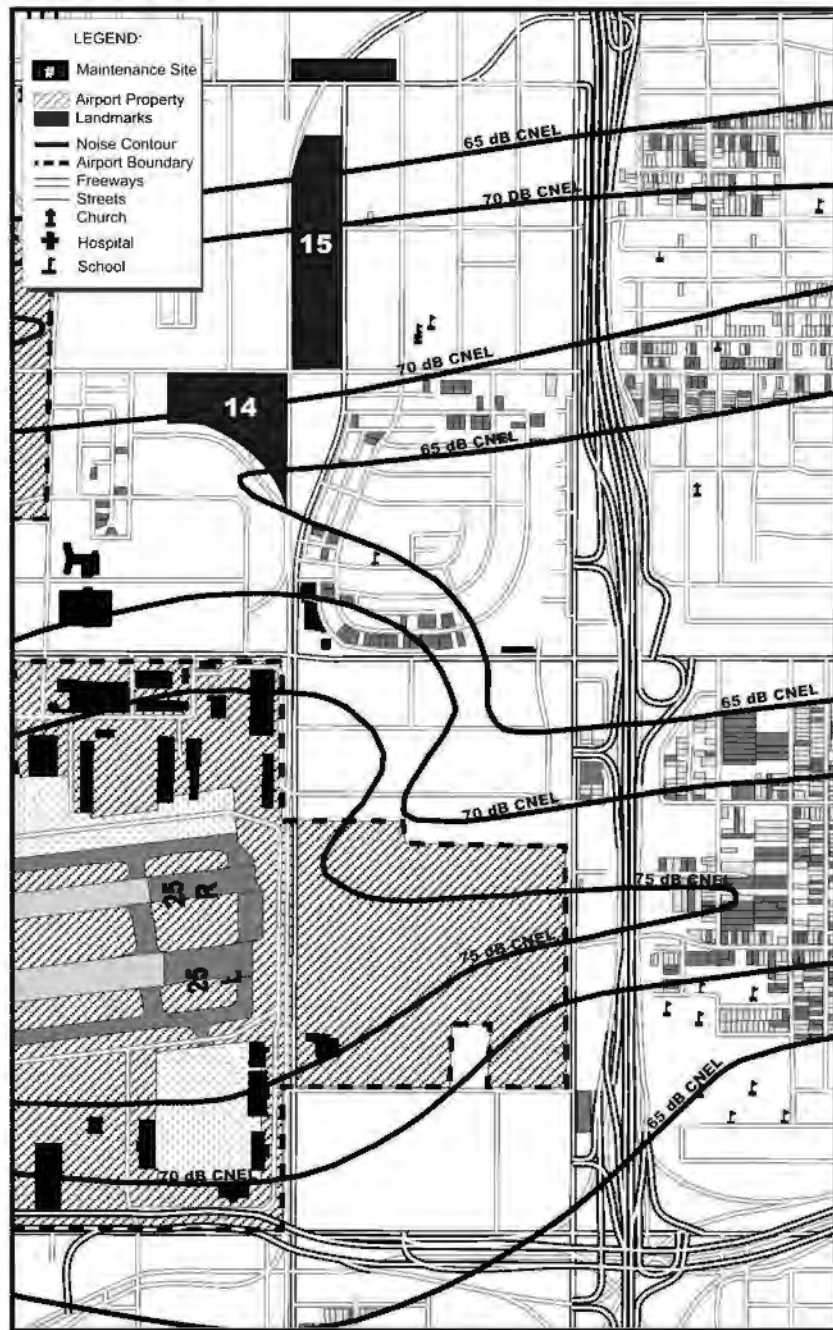 LEGEND:
# Maintenance Site
Airport Property
Landmarks
Noise Contour
Airport Boundary
Freeways
Streets
Church
Hospital
School
65 dB CNEL
70 DB CNEL
15
70 dB CNEL
14
65 dB CNEL
65 dB CNEL
70 dB CNEL
75 dB CNEL
25
R
75 dB CNEL
25
L
65 dB CNEL
70 dB CNEL